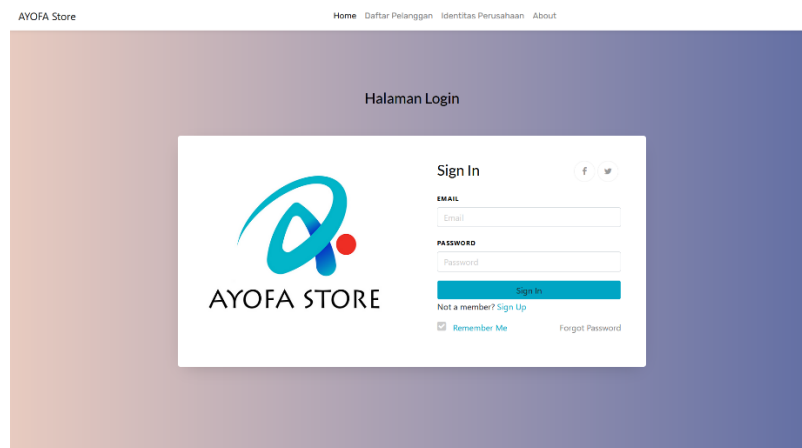 AYOFA Store
Home Daftar Pelanggan Identitas Perusahaan About
Halaman Login
AYOFA STORE
Sign In
EMAIL
Email
PASSWORD
Password
Sign In
Not a member? Sign Up
Remember Me Forgot Password